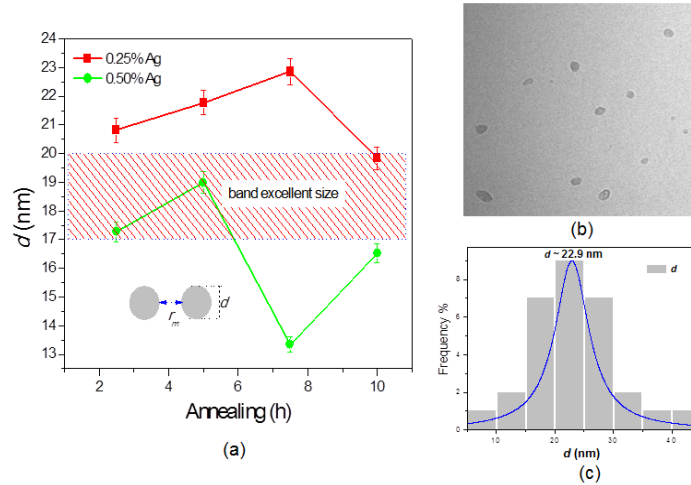 0.25% Ag
0.50% Ag
d (nm)
23
22
21
20
19
18
17
16
15
14
13
band excellent size
r_m
d
2
4
6
8
10
Annealing (h)
(a)
(b)
d ~ 22.9 nm
d
Frequency %
8
6
4
2
0
10
20
30
40
d (nm)
(c)